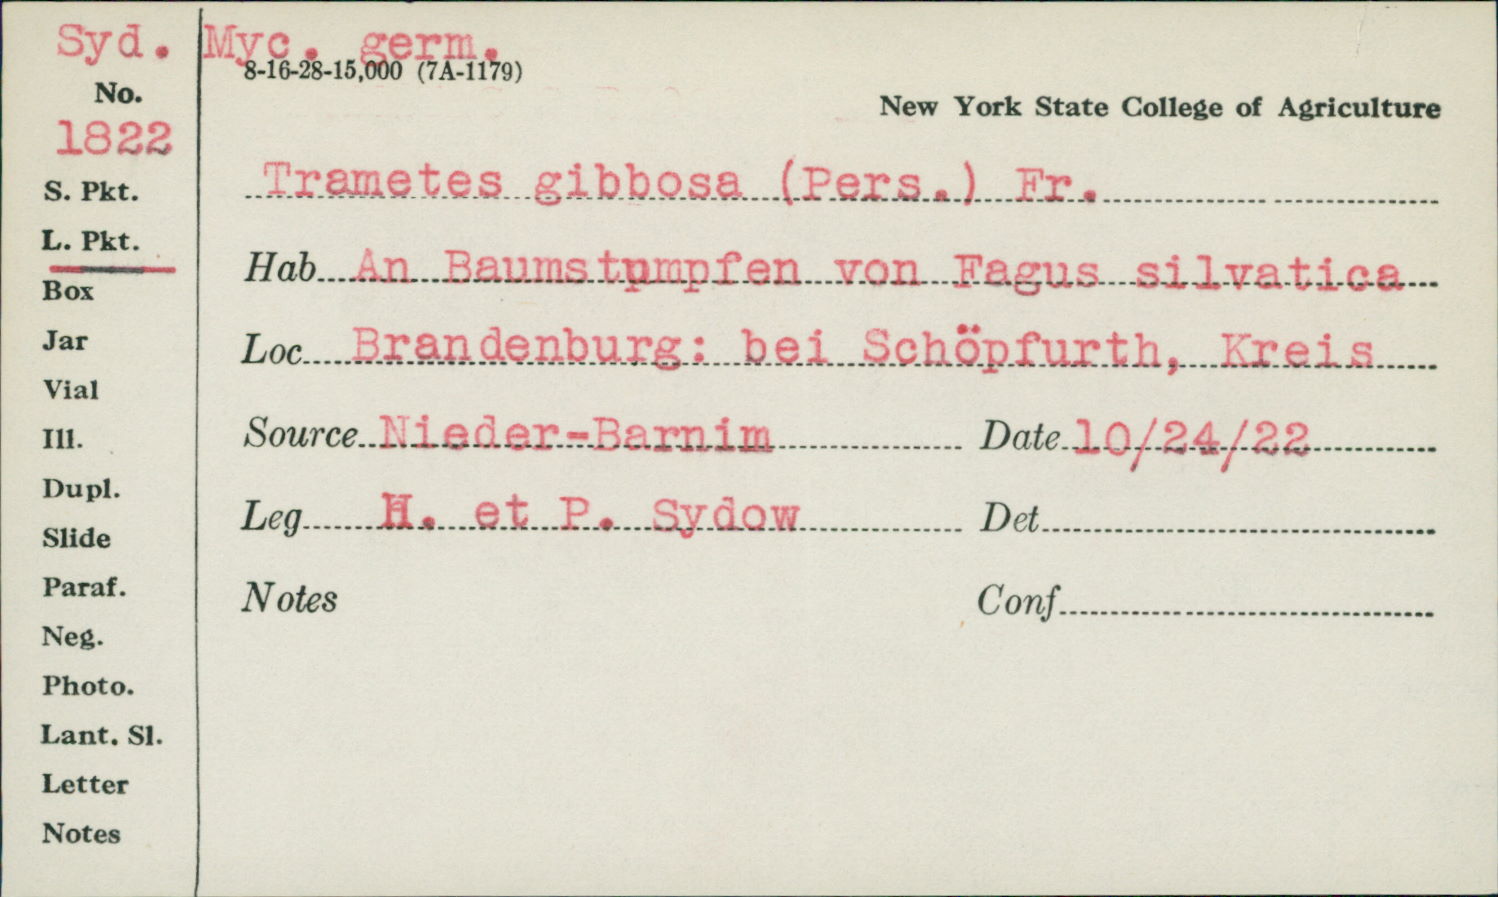 Syd. Myc. germ.
8-16-28-15,000 (7A-1179)
No.
1822
New York State College of Agriculture
Trametes gibbosa (Pers.) Fr.
S. Pkt.
L. Pkt.
Hab An Baumstumpfen von Fagus silvatica
Box
Jar
Loc Brandenburg: bei Schöpfurth, Kreis
Vial
Ill.
Source Nieder-Barnim Date 10/24/22
Dupl.
Slide
Leg H. et P. Sydow Det
Paraf.
Notes Conf
Neg.
Photo.
Lant. Sl.
Letter
Notes